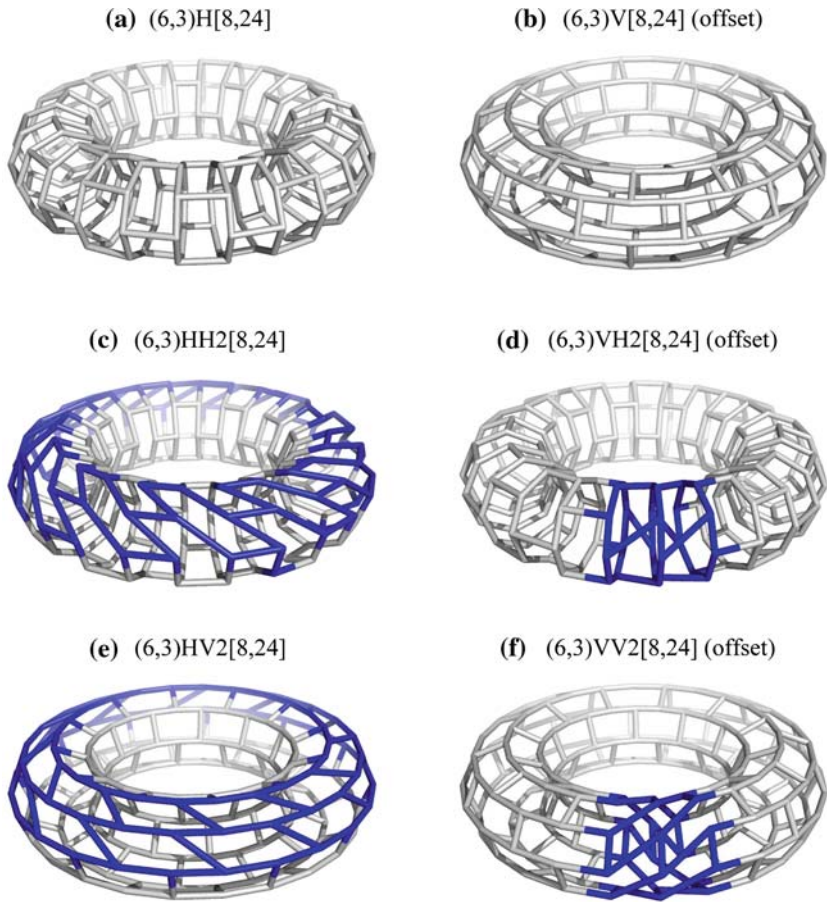 (a) (6,3)H[8,24]
(b) (6,3)V[8,24] (offset)
(c) (6,3)HH2[8,24]
(d) (6,3)VH2[8,24] (offset)
(e) (6,3)HV2[8,24]
(f) (6,3)VV2[8,24] (offset)